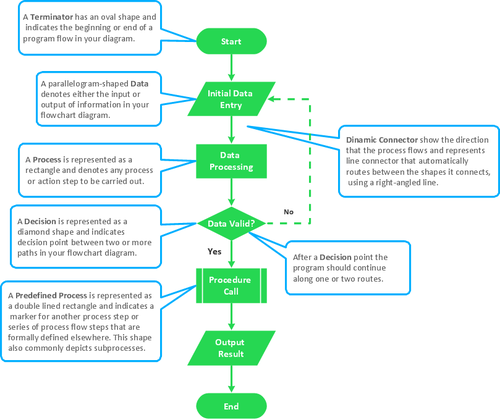 A Terminator has an oval shape and
indicates the beginning or end of a
program flow in your diagram.
Start
A parallelogram-shaped Data
denotes either the input or
output of information in your
flowchart diagram.
Initial Data
Entry
Dinamic Connector show the direction
that the process flows and represents
line connector that automatically
routes between the shapes it connects,
using a right-angled line.
A Process is represented as a
rectangle and denotes any process
or action step to be carried out.
Data
Processing
A Decision is represented as a
diamond shape and indicates
decision point between two or more
paths in your flowchart diagram.
Data Valid?
No
Yes
After a Decision point the
program should continue
along one or two routes.
A Predefined Process is represented as
a double lined rectangle and indicates a
marker for another process step or
series of process flow steps that are
formally defined elsewhere. This shape
also commonly depicts subprocesses.
Procedure
Call
Output
Result
End